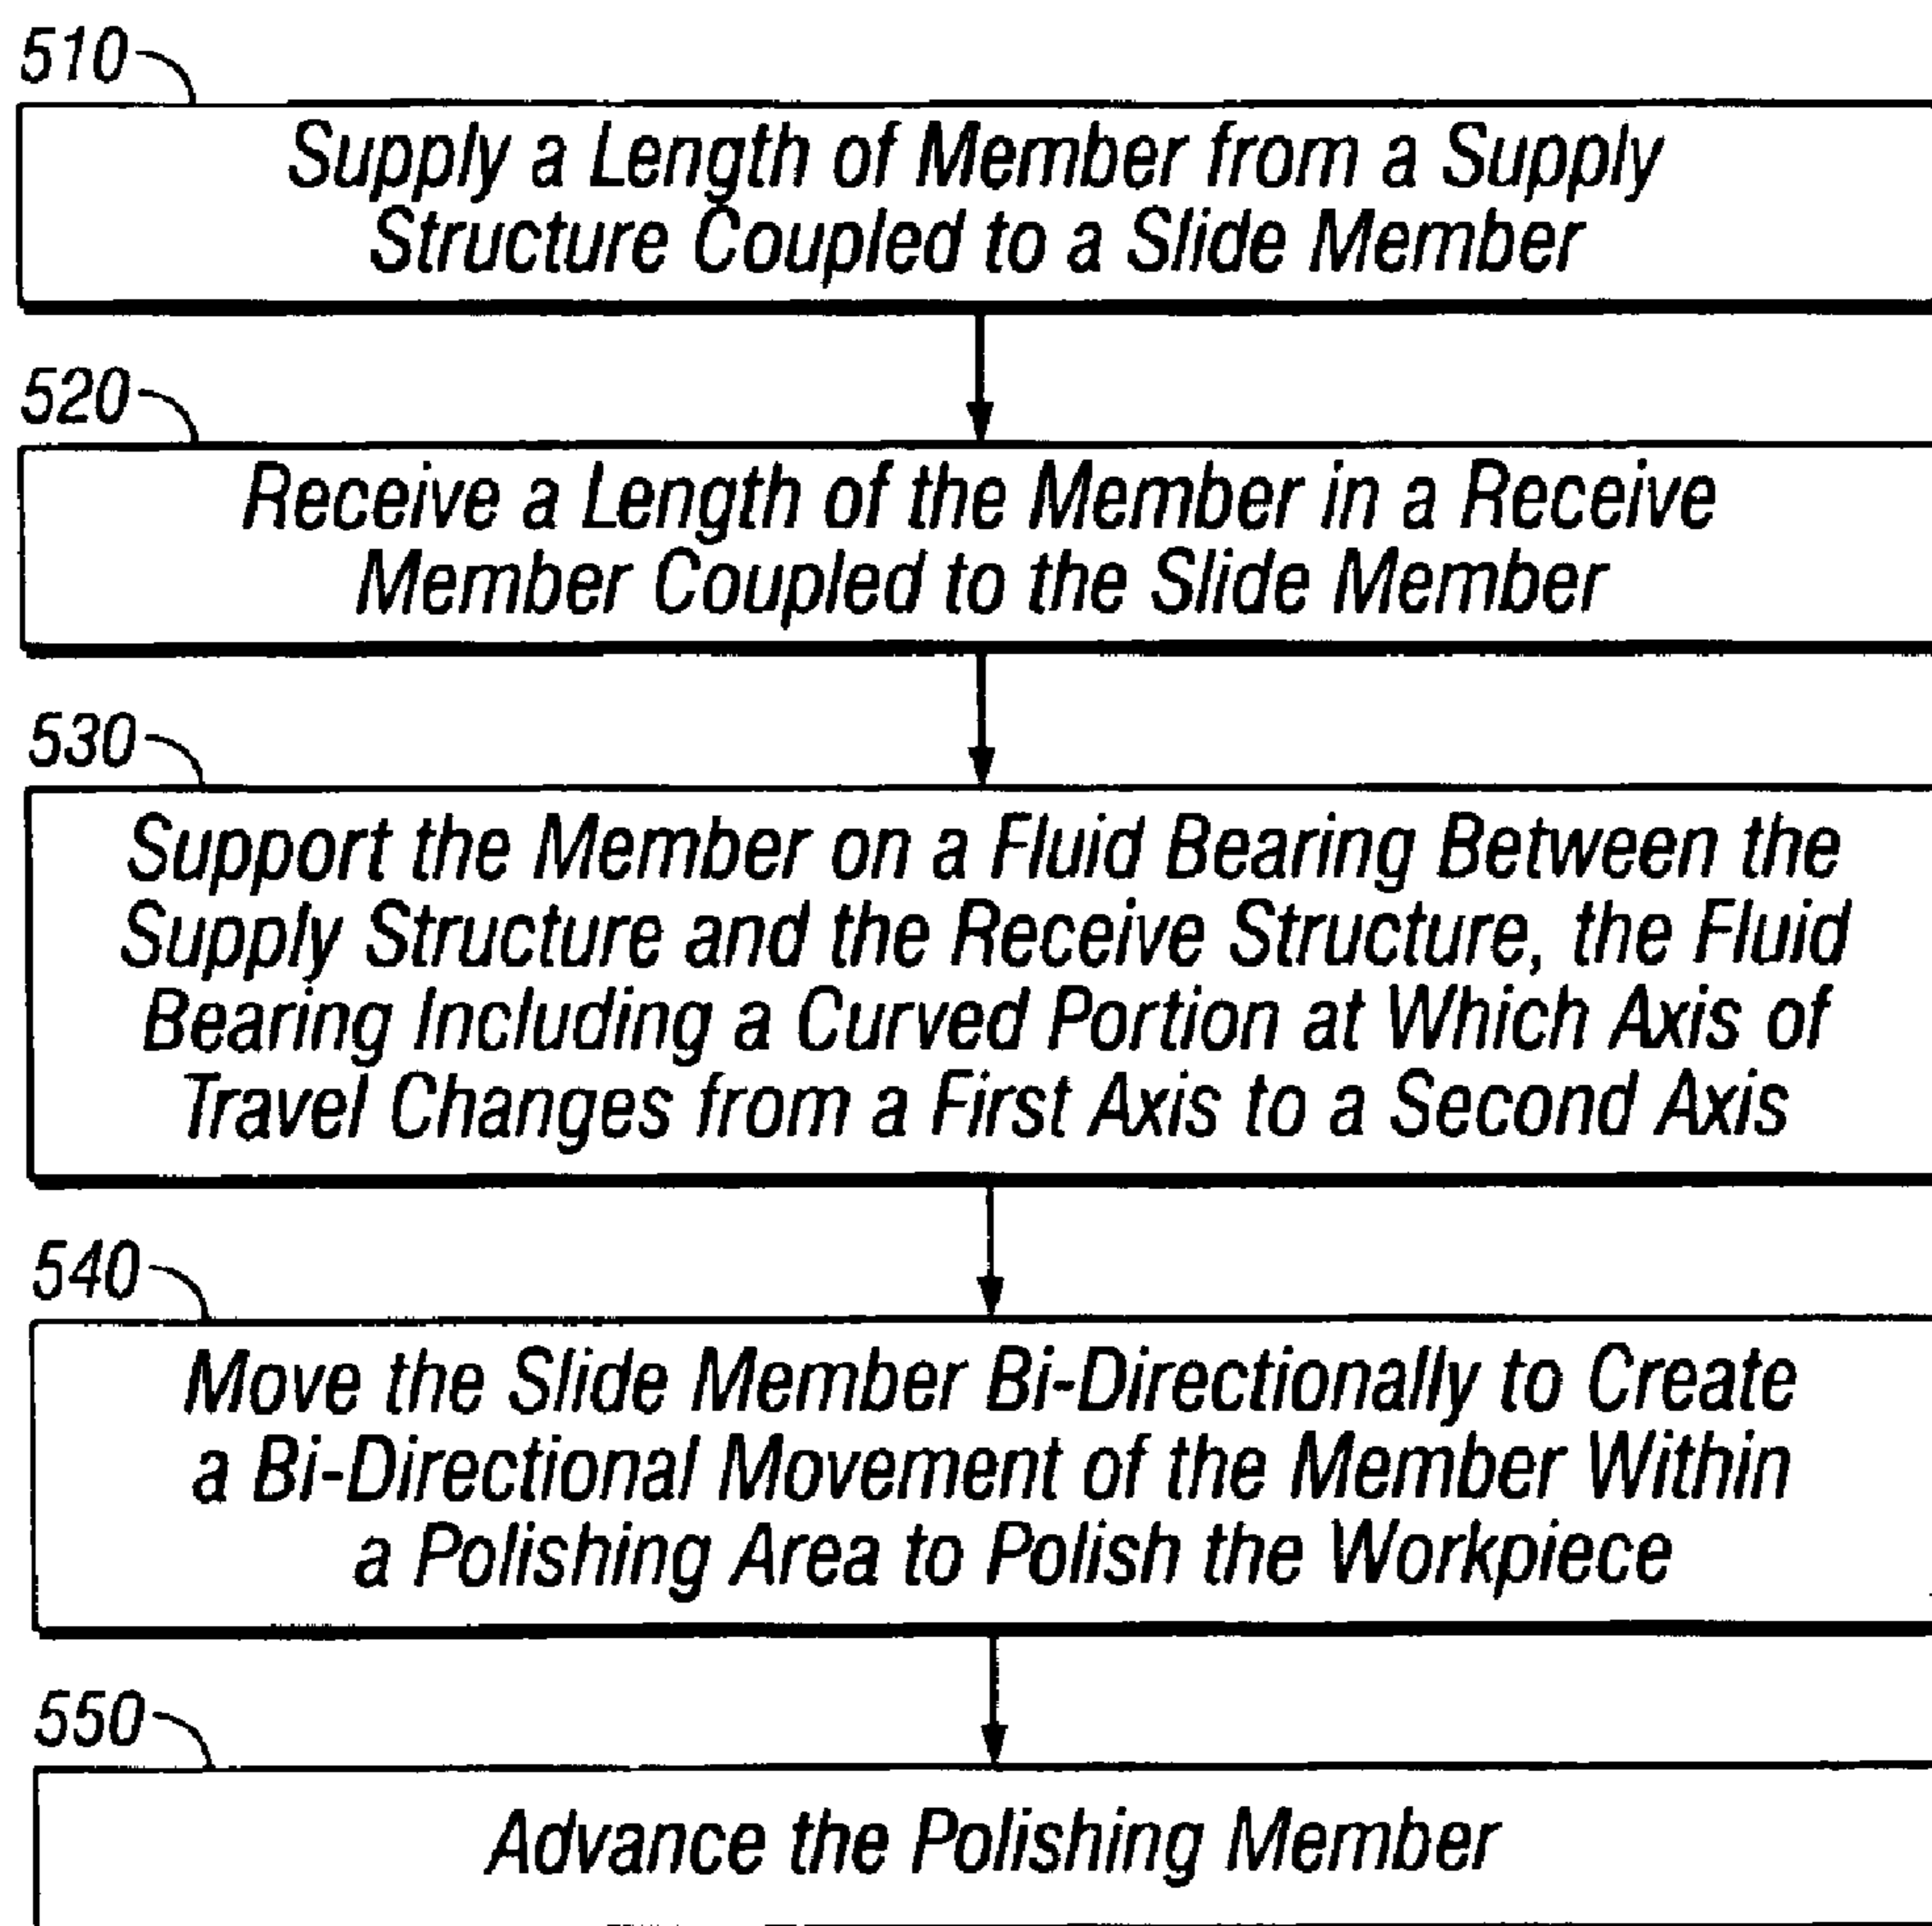 510
Supply a Length of Member from a Supply
Structure Coupled to a Slide Member
520
Receive a Length of the Member in a Receive
Member Coupled to the Slide Member
530
Support the Member on a Fluid Bearing Between the
Supply Structure and the Receive Structure, the Fluid
Bearing Including a Curved Portion at Which Axis of
Travel Changes from a First Axis to a Second Axis
540
Move the Slide Member Bi-Directionally to Create
a Bi-Directional Movement of the Member Within
a Polishing Area to Polish the Workpiece
550
Advance the Polishing Member